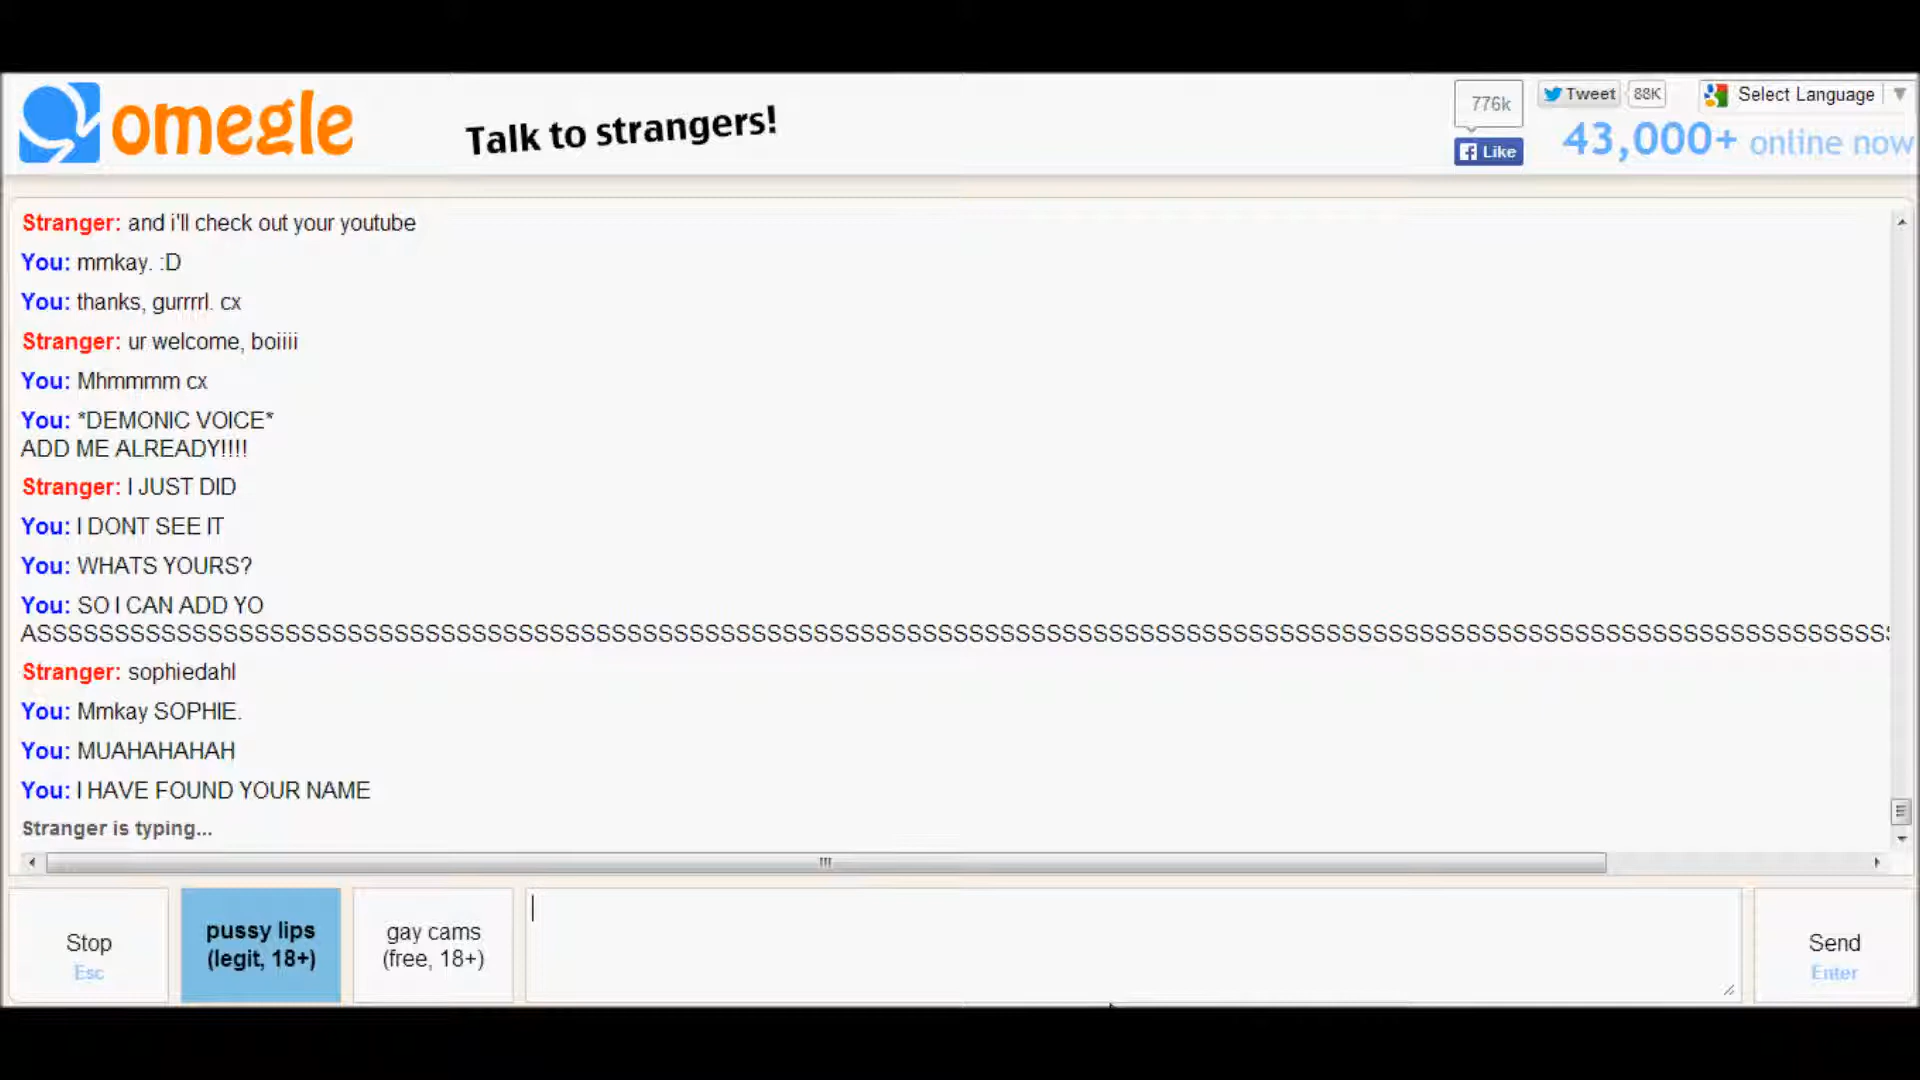 omegle
Talk to strangers!
776k
Like
Tweet
88K
Select Language
43,000+ online now
Stranger: and i'll check out your youtube
You: mmkay. :D
You: thanks, gurrrrl. cx
Stranger: ur welcome, boiiii
You: Mhmmmm cx
You: *DEMONIC VOICE*
ADD ME ALREADY!!!!
Stranger: I JUST DID
You: I DONT SEE IT
You: WHATS YOURS?
You: SO I CAN ADD YO
ASSSSSSSSSSSSSSSSSSSSSSSSSSSSSSSSSSSSSSSSSSSSSSSSSSSSSSSSSSSSSSSSSSSSSSSSSSSSSSSSSSSSSSSSSSSSSSSSSSSSSSSSSSSSSSSSSSSSSSS
Stranger: sophiedahl
You: Mmkay SOPHIE.
You: MUAHAHAHAH
You: I HAVE FOUND YOUR NAME
Stranger is typing...
Stop
Esc
pussy lips
(legit, 18+)
gay cams
(free, 18+)
Send
Enter